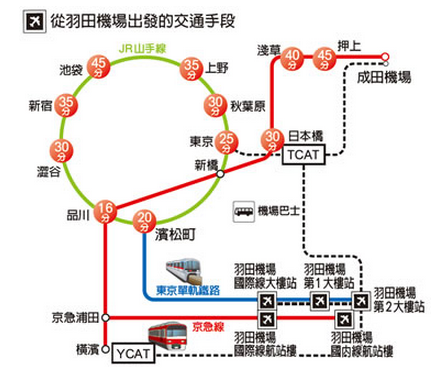 從羽田機場出發的交通手段
JR山手線
淺草
40分
45分
押上
成田機場
池袋
45分
35分
上野
新宿
35分
30分
秋葉原
東京
25分
30分
日本橋
TCAT
澀谷
30分
新橋
品川
16分
20分
濱松町
機場巴士
東京單軌鐵路
羽田機場
國際線大樓站
羽田機場
第1大樓站
羽田機場
第2大樓站
京急浦田
京急線
羽田機場
國際線航站樓
羽田機場
國內線航站樓
橫濱
YCAT